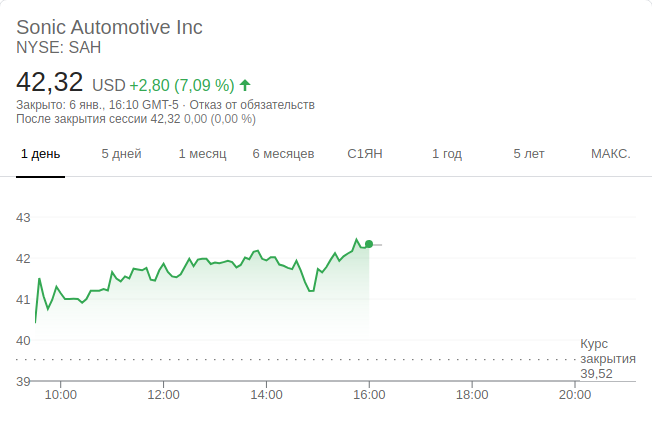 Sonic Automotive Inc
NYSE: SAH
42,32 USD +2,80 (7,09 %)
Закрыто: 6 янв., 16:10 GMT-5 · Отказ от обязательств
После закрытия сессии 42,32 0,00 (0,00 %)
1 день 5 дней 1 месяц 6 месяцев С1ЯН 1 год 5 лет МАКС.
43
42
41
40
Курс
закрытия
39,52
39
10:00 12:00 14:00 16:00 18:00 20:00